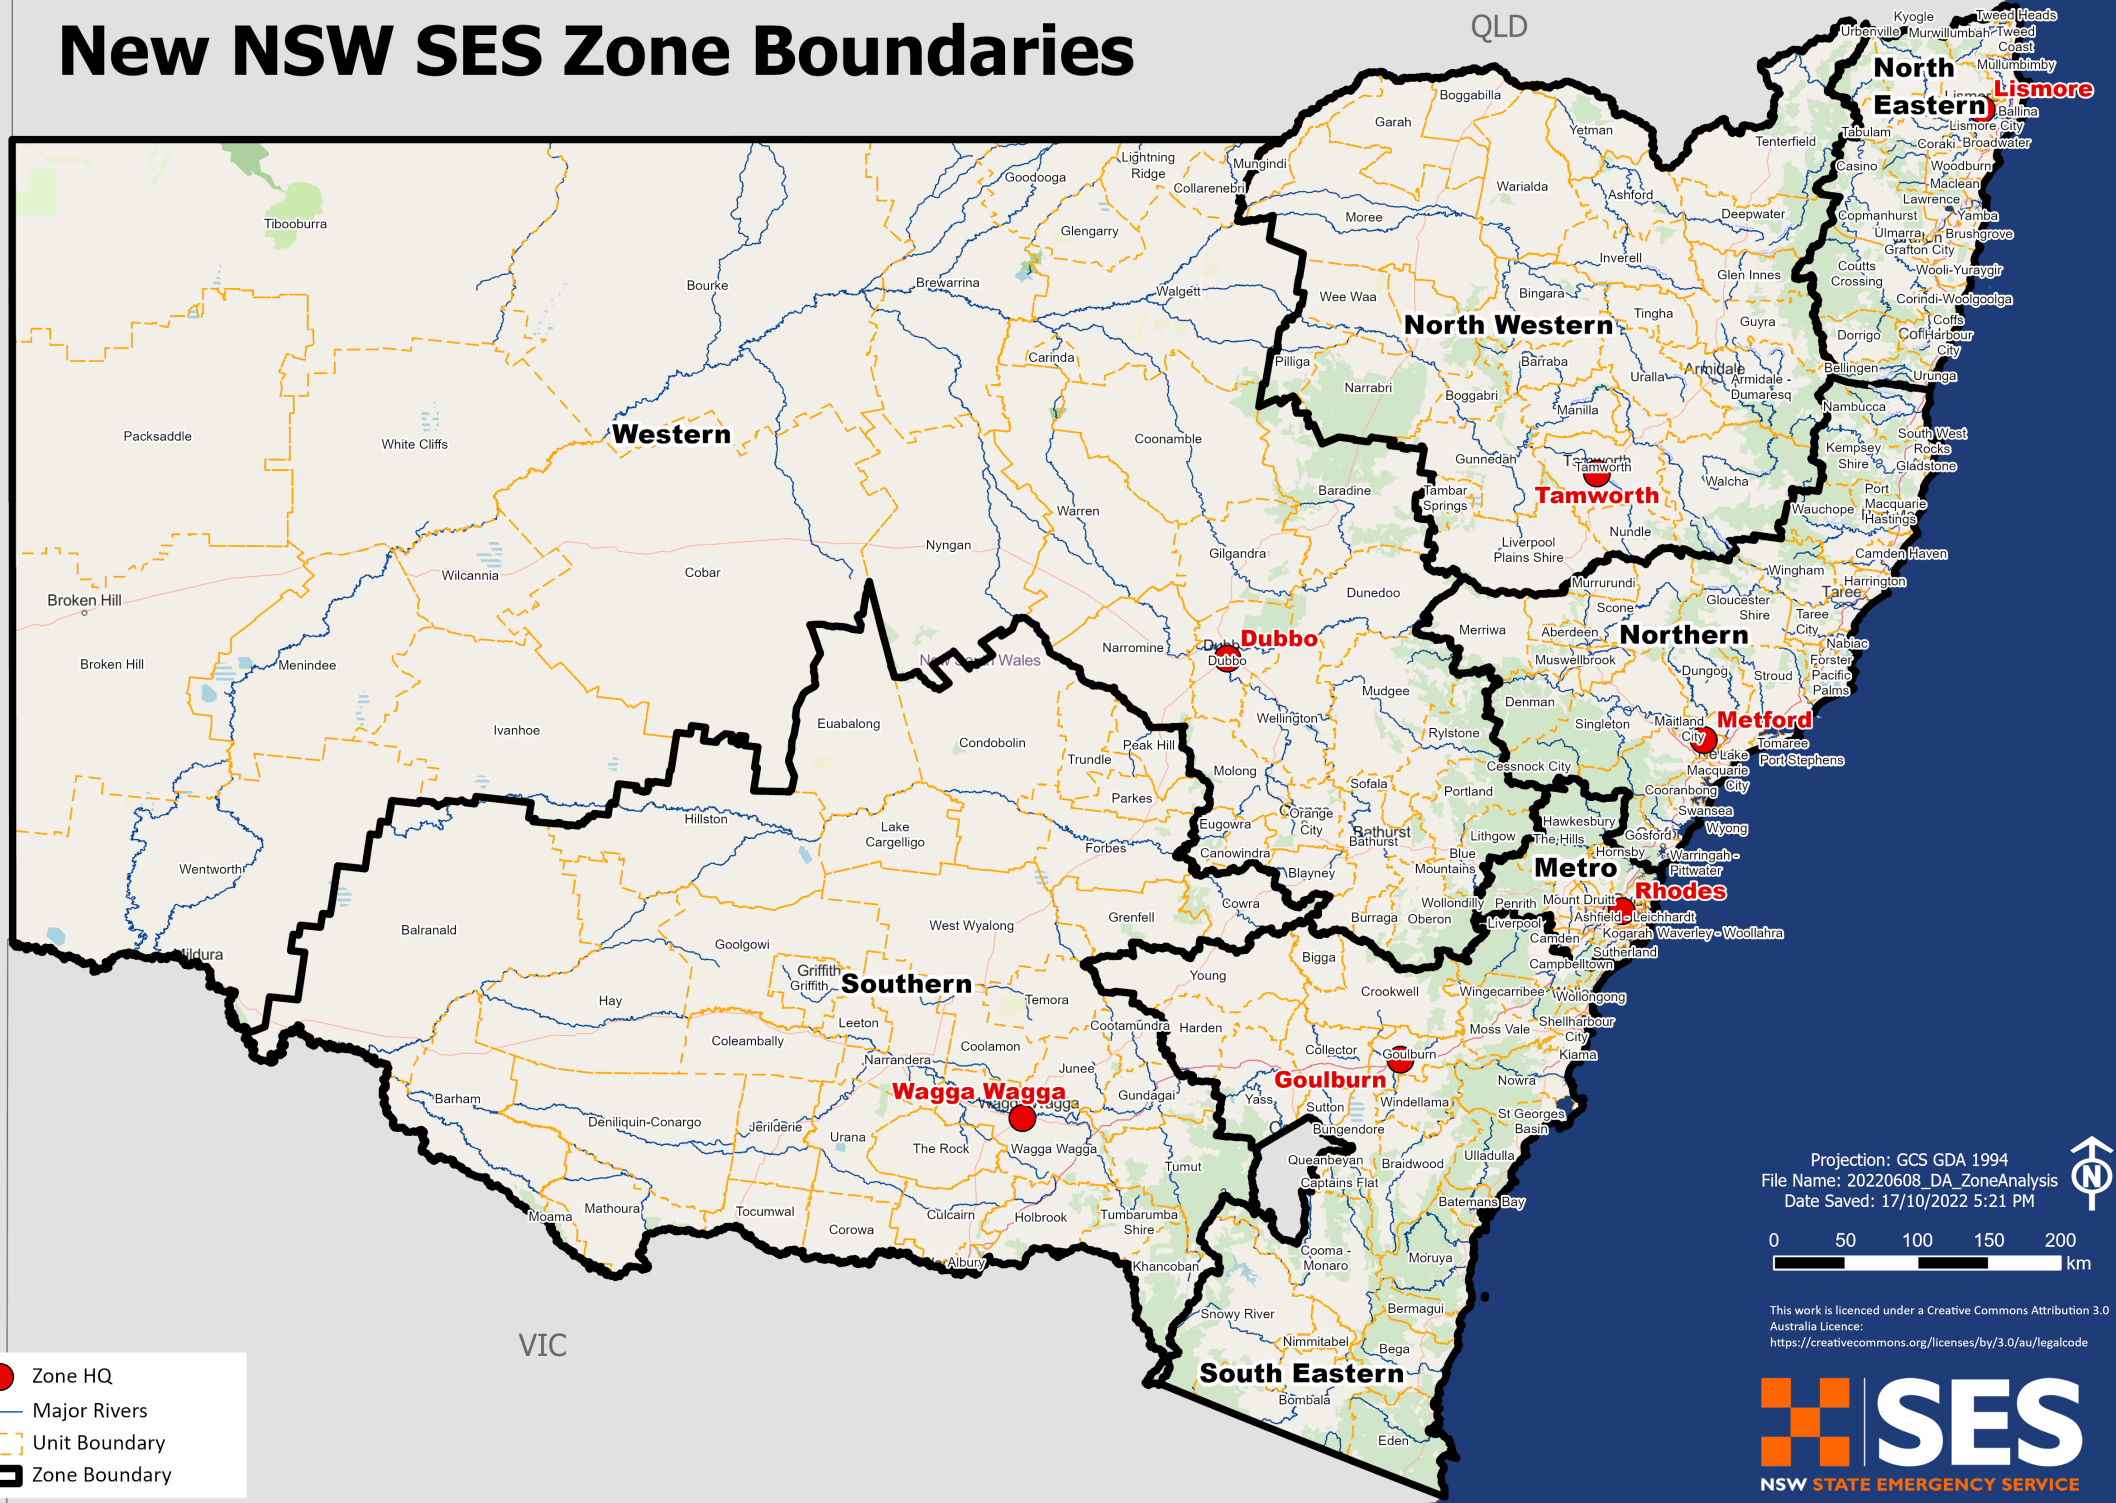 New NSW SES Zone Boundaries
QLD
Kyogle
Tweed Heads
Urbenville
Murwillumbah
Tweed
Coast
Mullumbimby
North
Eastern
Lismore
Ballina
Lismore City
Tabulam
Coraki
Broadwater
Casino
Woodburn
Maclean
Lawrence
Copmanhurst
Yamba
Ulmarra
Brushgrove
Grafton City
Coutts
Crossing
Wooli-Yuraygir
Corindi-Woolgoolga
Coffs
Harbour
City
Dorrigo
Bellingen
Urunga
Boggabilla
Garah
Yetman
Tenterfield
Mungindi
Lightning
Ridge
Collarenebri
Goodooga
Warialda
Ashford
Moree
Deepwater
Glengarry
Tibooburra
Inverell
Glen Innes
Bourke
Brewarrina
Walgett
Wee Waa
Bingara
North Western
Tingha
Guyra
Carinda
Pilliga
Barraba
Narrabri
Uralla
Armidale
Armidale -
Dumaresq
Boggabri
Manilla
Nambucca
Packsaddle
White Cliffs
Western
Coonamble
South West
Rocks
Kempsey
Shire
Gladstone
Gunnedah
Tamworth
Tamworth
Walcha
Baradine
Tambar
Springs
Port
Macquarie
Hastings
Wauchope
Warren
Nundle
Liverpool
Plains Shire
Nyngan
Gilgandra
Camden Haven
Wilcannia
Cobar
Wingham
Harrington
Murrurundi
Taree
Broken Hill
Dunedoo
Scone
Gloucester
Shire
Taree
City
Merriwa
Aberdeen
Northern
Nabiac
Dubbo
Dubbo
Narromine
New South Wales
Broken Hill
Menindee
Muswellbrook
Forster
Pacific
Palms
Dungog
Stroud
Mudgee
Denman
Wellington
Singleton
Maitland
City
Metford
Ivanhoe
Euabalong
Condobolin
Peak Hill
Rylstone
Tomaree
Port Stephens
Trundle
Lake
Macquarie
City
Molong
Cessnock City
Sofala
Portland
Cooranbong
Parkes
Swansea
Hillston
Lake
Cargelligo
Eugowra
Orange
City
Hawkesbury
Wyong
Bathurst
Bathurst
Lithgow
The Hills
Gosford
Forbes
Canowindra
Blue
Mountains
Hornsby
Warringah -
Pittwater
Wentworth
Blayney
Metro
Rhodes
Cowra
Wollondilly
Penrith
Mount Druitt
Grenfell
Burraga
Oberon
Ashfield - Leichhardt
West Wyalong
Liverpool
Kogarah
Waverley - Woollahra
Balranald
Goolgowi
Camden
Sutherland
Bigga
Campbelltown
Griffith
Griffith
Southern
Young
Hay
Temora
Crookwell
Wingecarribee
Wollongong
Leeton
Cootamundra
Harden
Moss Vale
Shellharbour
City
Coleambally
Coolamon
Collector
Goulburn
Kiama
Narrandera
Junee
Goulburn
Nowra
Wagga Wagga
Wagga Wagga
Gundagai
Yass
Sutton
Windellama
Barham
St Georges
Basin
Deniliquin-Conargo
Jerilderie
Urana
Bungendore
The Rock
Wagga Wagga
Tumut
Queanbeyan
Braidwood
Ulladulla
Captains Flat
Batemans Bay
Moama
Mathoura
Tocumwal
Corowa
Culcairn
Holbrook
Tumbarumba
Shire
Albury
Khancoban
Cooma -
Monaro
Moruya
Snowy River
Bermagui
Nimmitabel
Bega
South Eastern
Bombala
Eden
VIC
Zone HQ
Major Rivers
Unit Boundary
Zone Boundary
Projection: GCS GDA 1994
File Name: 20220608_DA_ZoneAnalysis
Date Saved: 17/10/2022 5:21 PM
N
0 50 100 150 200
km
This work is licenced under a Creative Commons Attribution 3.0
Australia Licence:
https://creativecommons.org/licenses/by/3.0/au/legalcode
SES
NSW STATE EMERGENCY SERVICE